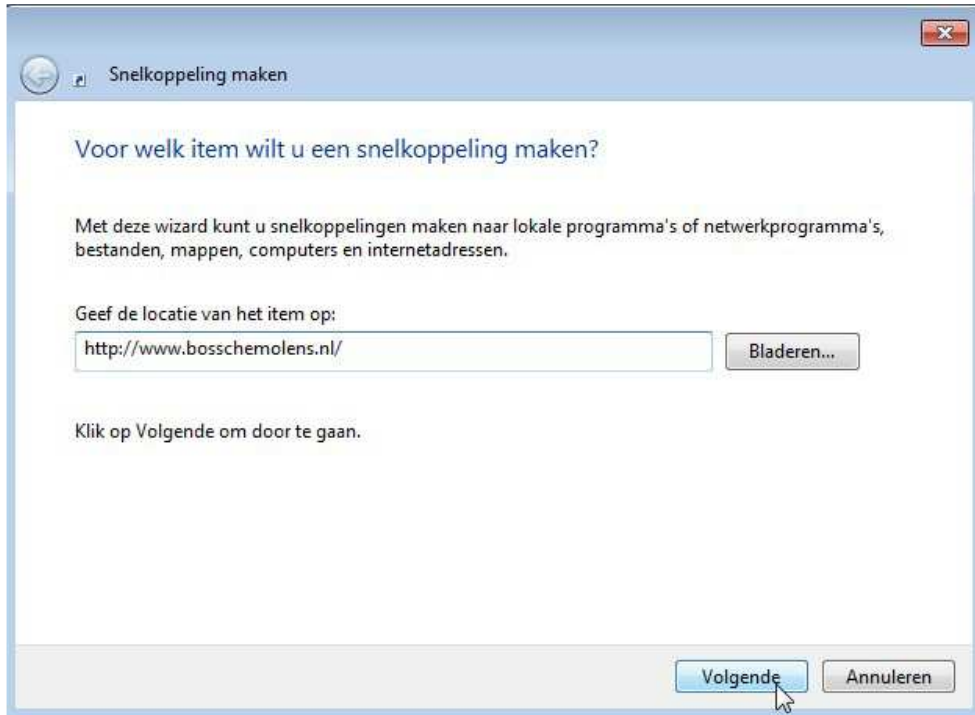 Snelkoppeling maken
Voor welk item wilt u een snelkoppeling maken?
Met deze wizard kunt u snelkoppelingen maken naar lokale programma's of netwerkprogramma's,
bestanden, mappen, computers en internetadressen.
Geef de locatie van het item op:
http://www.bosschemolens.nl/
Bladeren...
Klik op Volgende om door te gaan.
Volgende
Annuleren